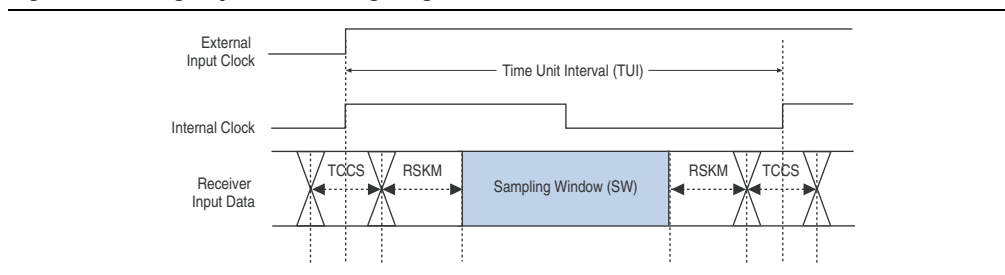 External
Input Clock
Time Unit Interval (TUI)
Internal Clock
Receiver
Input Data
TCCS
RSKM
Sampling Window (SW)
RSKM
TCCS